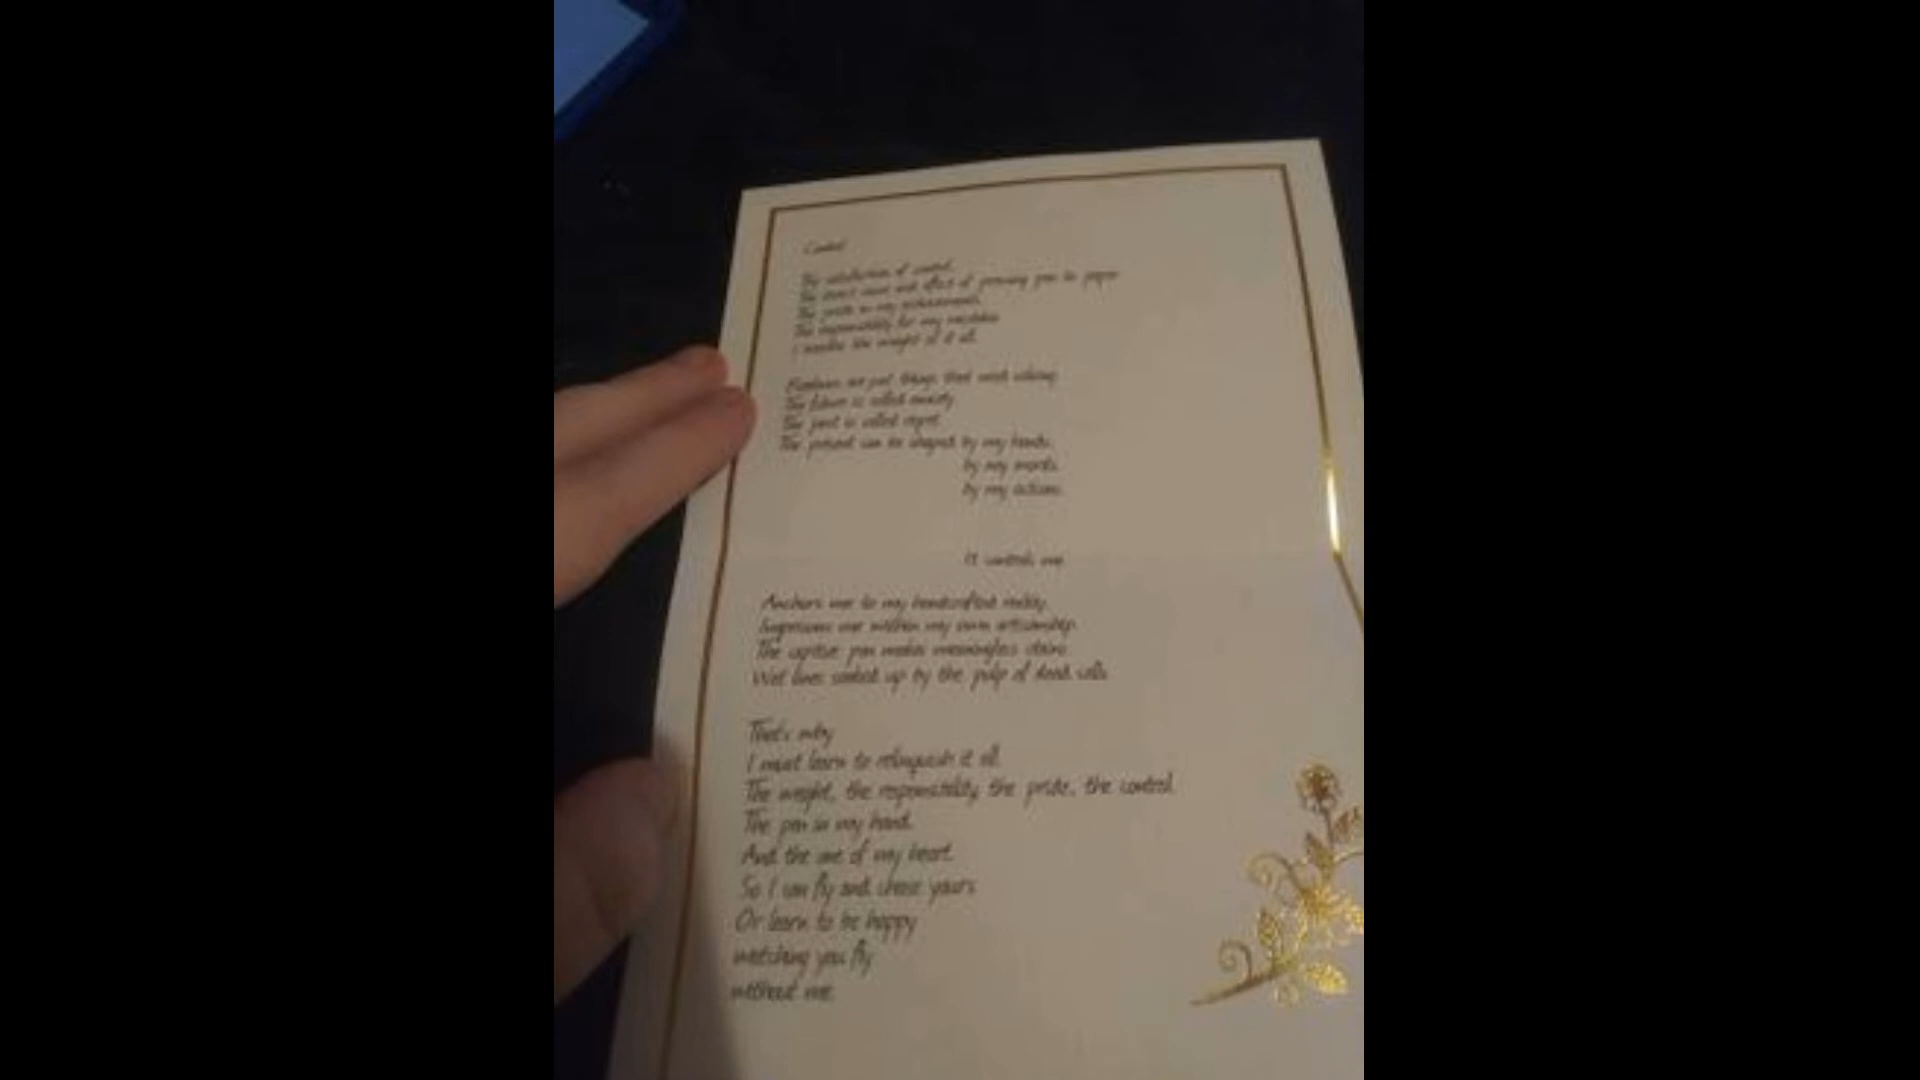 Control
The satisfaction of control.
The direct cause and effect of pressing pen to paper
The pride in my achievements.
The responsibility for my mistakes
I the weight of it all.
are just things that need
The future is called anxiety
The past is called regret
The present can be shaped by my hands,
by my words.
by my actions.
It controls me
Anchors me to my handcrafted reality.
Imprisons me within my own artisanship.
The captive pen makes meaningless stains
Wet lines soaked up by the pulp of dead cells.
That's why
I must learn to relinquish it all.
The weight, the responsibility, the pride, the control.
The pen in my hand.
And the one of my heart.
So I can fly and chase yours
Or learn to be happy
watching you fly
without me.